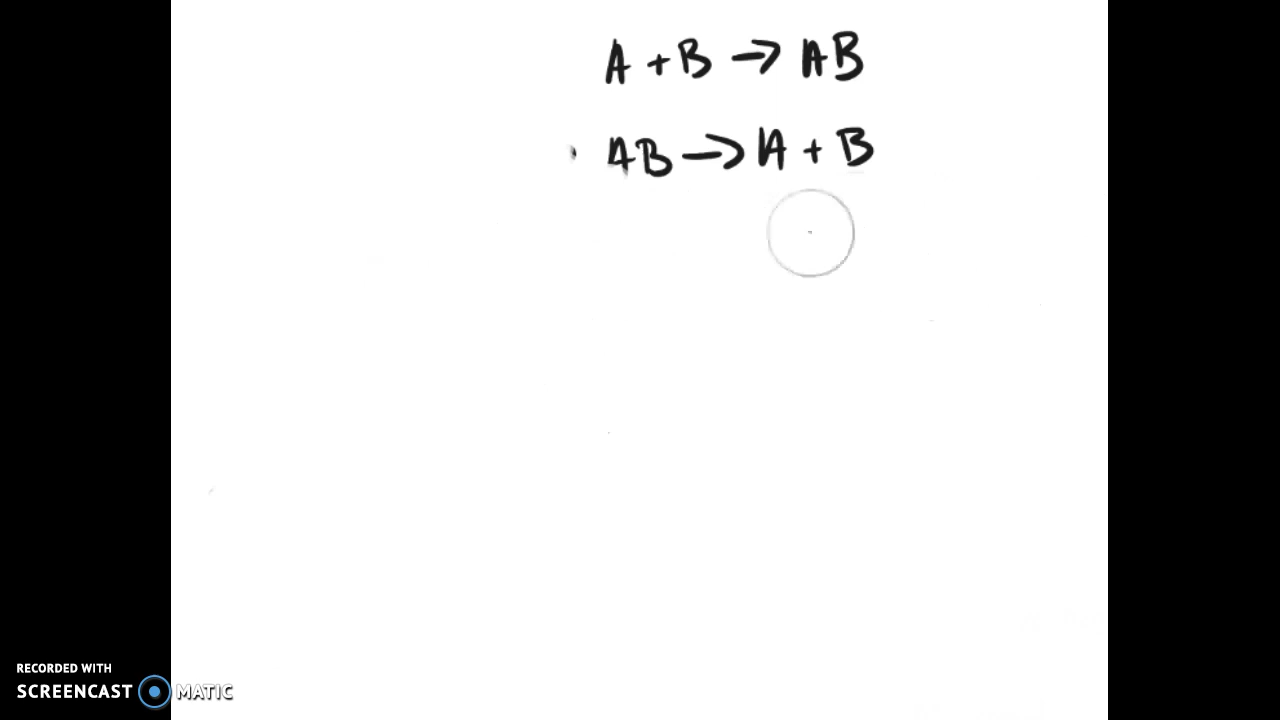 A + B → AB
AB → A + B
RECORDED WITH
SCREENCAST MATIC